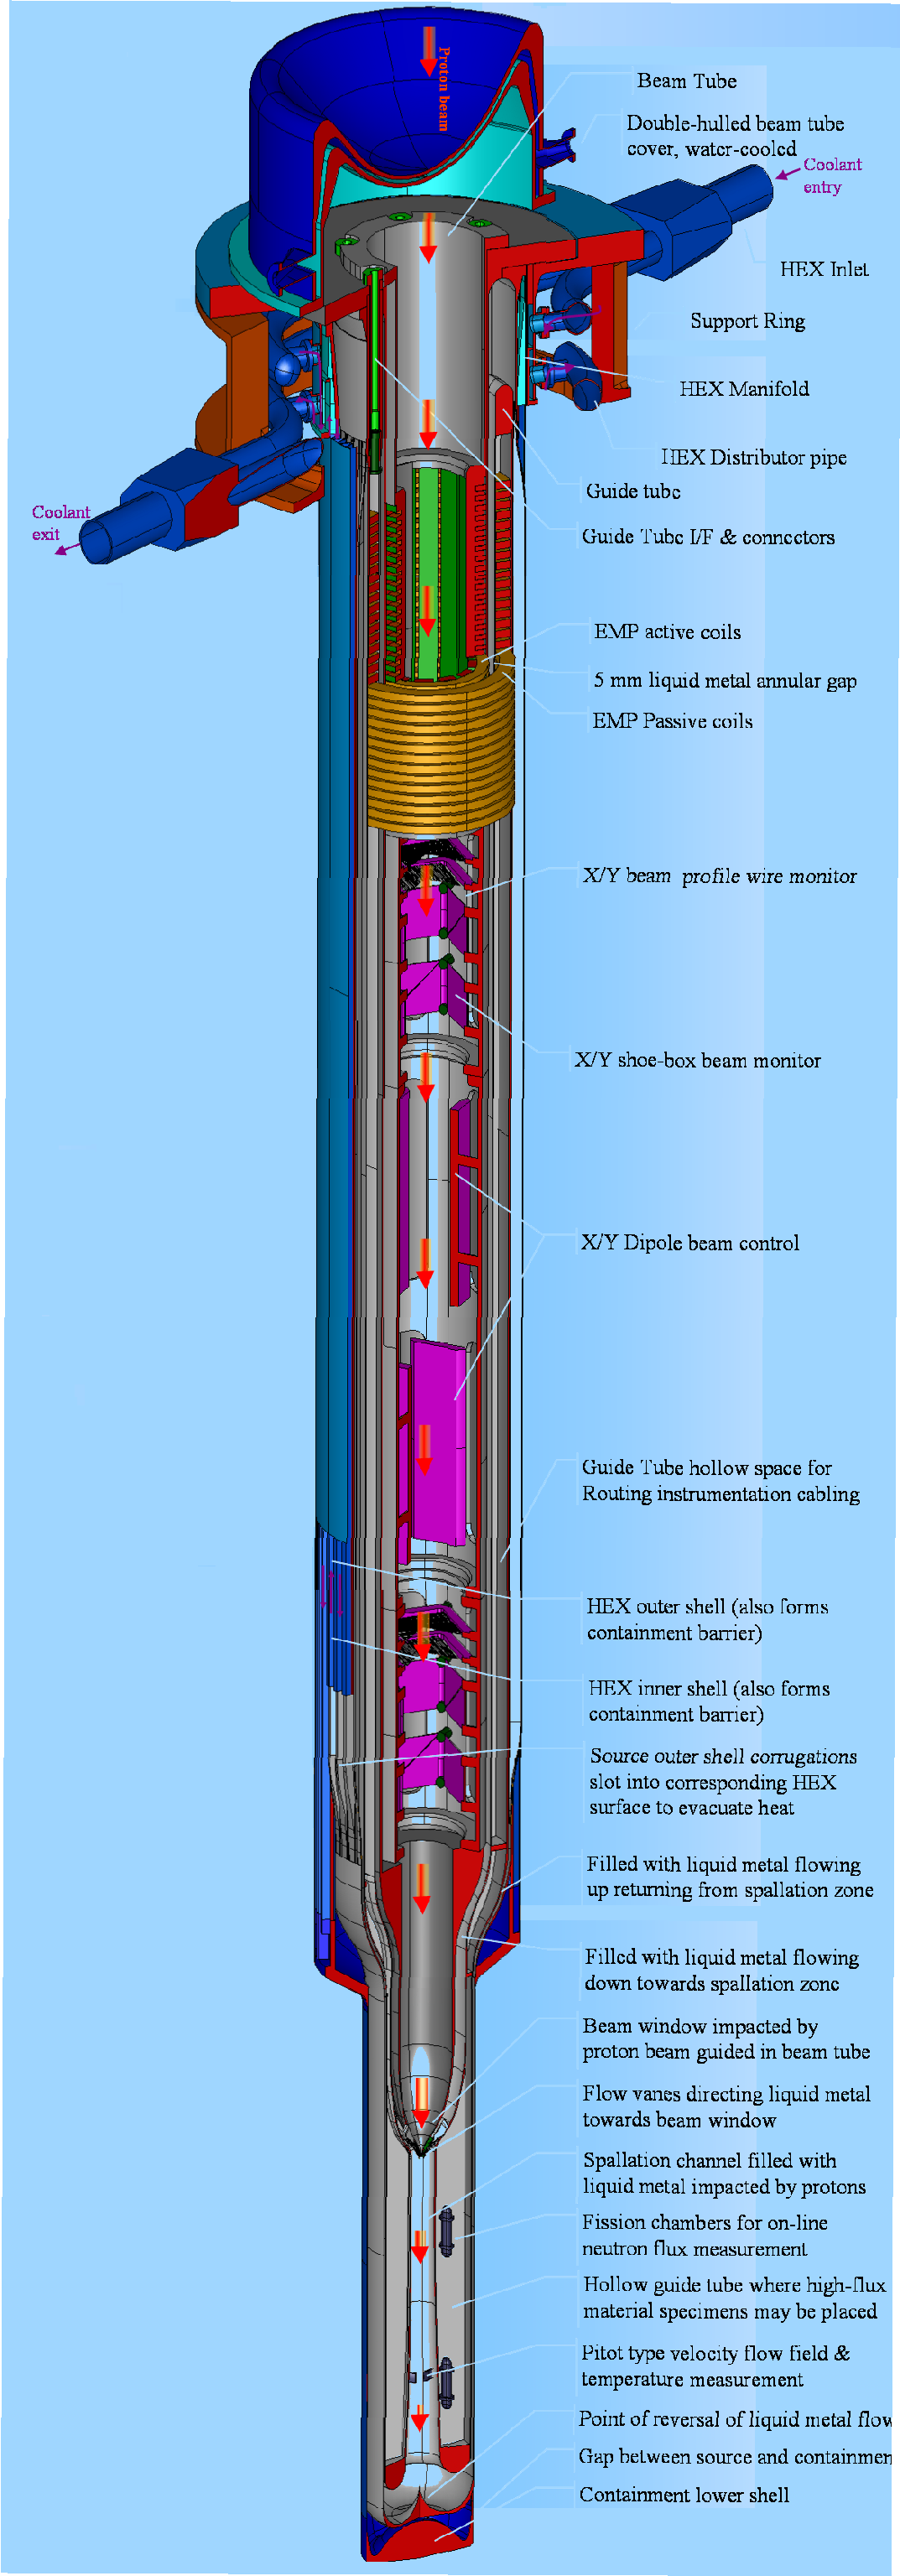 Proton beam
Beam Tube
Double-hulled beam tube
cover, water-cooled
Coolant
entry
HEX Inlet
Support Ring
HEX Manifold
HEX Distributor pipe
Guide tube
Coolant
exit
Guide Tube I/F & connectors
EMP active coils
5 mm liquid metal annular gap
EMP Passive coils
X/Y beam profile wire monitor
X/Y shoe-box beam monitor
X/Y Dipole beam control
Guide Tube hollow space for
Routing instrumentation cabling
HEX outer shell (also forms
containment barrier)
HEX inner shell (also forms
containment barrier)
Source outer shell corrugations
slot into corresponding HEX
surface to evacuate heat
Filled with liquid metal flowing
up returning from spallation zone
Filled with liquid metal flowing
down towards spallation zone
Beam window impacted by
proton beam guided in beam tube
Flow vanes directing liquid metal
towards beam window
Spallation channel filled with
liquid metal impacted by protons
Fission chambers for on-line
neutron flux measurement
Hollow guide tube where high-flux
material specimens may be placed
Pitot type velocity flow field &
temperature measurement
Point of reversal of liquid metal flow
Gap between source and containmen
Containment lower shell